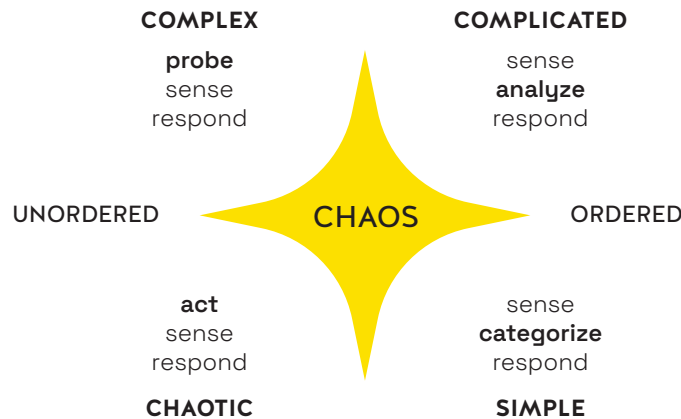 COMPLEX
probe
sense
respond
COMPLICATED
sense
analyze
respond
UNORDERED
CHAOS
ORDERED
act
sense
respond
CHAOTIC
sense
categorize
respond
SIMPLE